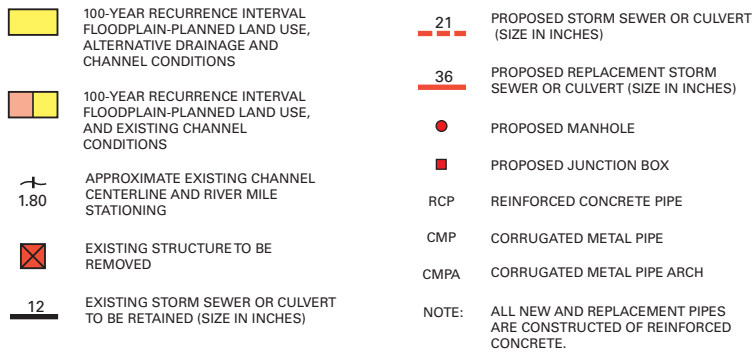 100-YEAR RECURRENCE INTERVAL
FLOODPLAIN-PLANNED LAND USE,
ALTERNATIVE DRAINAGE AND
CHANNEL CONDITIONS
100-YEAR RECURRENCE INTERVAL
FLOODPLAIN-PLANNED LAND USE,
AND EXISTING CHANNEL
CONDITIONS
1.80
APPROXIMATE EXISTING CHANNEL
CENTERLINE AND RIVER MILE
STATIONING
EXISTING STRUCTURE TO BE
REMOVED
12
EXISTING STORM SEWER OR CULVERT
TO BE RETAINED (SIZE IN INCHES)
21
PROPOSED STORM SEWER OR CULVERT
(SIZE IN INCHES)
36
PROPOSED REPLACEMENT STORM
SEWER OR CULVERT (SIZE IN INCHES)
PROPOSED MANHOLE
PROPOSED JUNCTION BOX
RCP REINFORCED CONCRETE PIPE
CMP CORRUGATED METAL PIPE
CMPA CORRUGATED METAL PIPE ARCH
NOTE: ALL NEW AND REPLACEMENT PIPES
ARE CONSTRUCTED OF REINFORCED
CONCRETE.